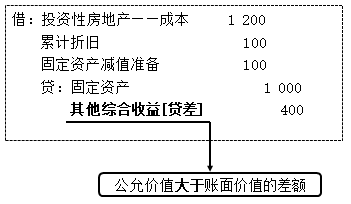 借：投资性房地产——成本 1 200
累计折旧 100
固定资产减值准备 100
贷：固定资产 1 000
其他综合收益[贷差] 400
公允价值大于账面价值的差额